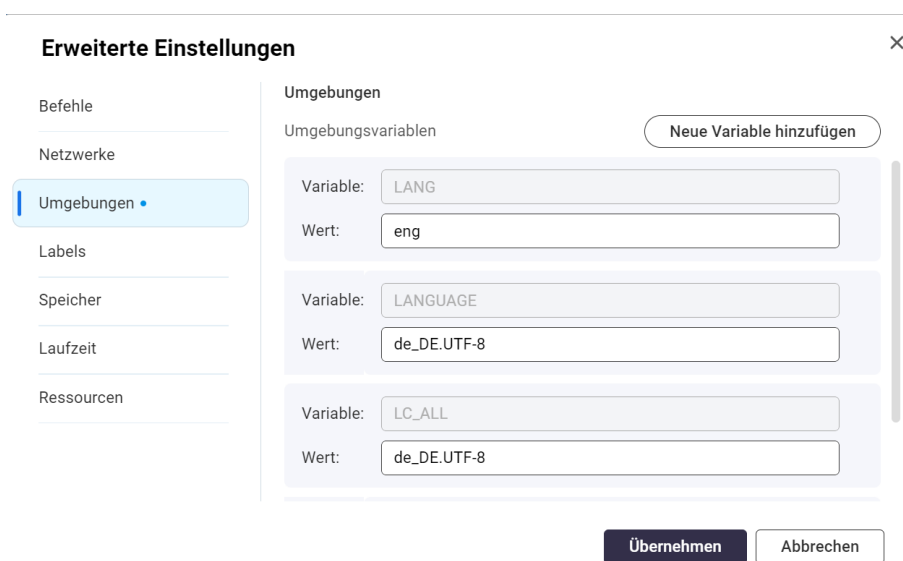 Erweiterte Einstellungen
Befehle
Netzwerke
Umgebungen
Labels
Speicher
Laufzeit
Ressourcen
Umgebungen
Umgebungsvariablen
Neue Variable hinzufügen
Variable: LANG
Wert: eng
Variable: LANGUAGE
Wert: de_DE.UTF-8
Variable: LC_ALL
Wert: de_DE.UTF-8
Übernehmen Abbrechen